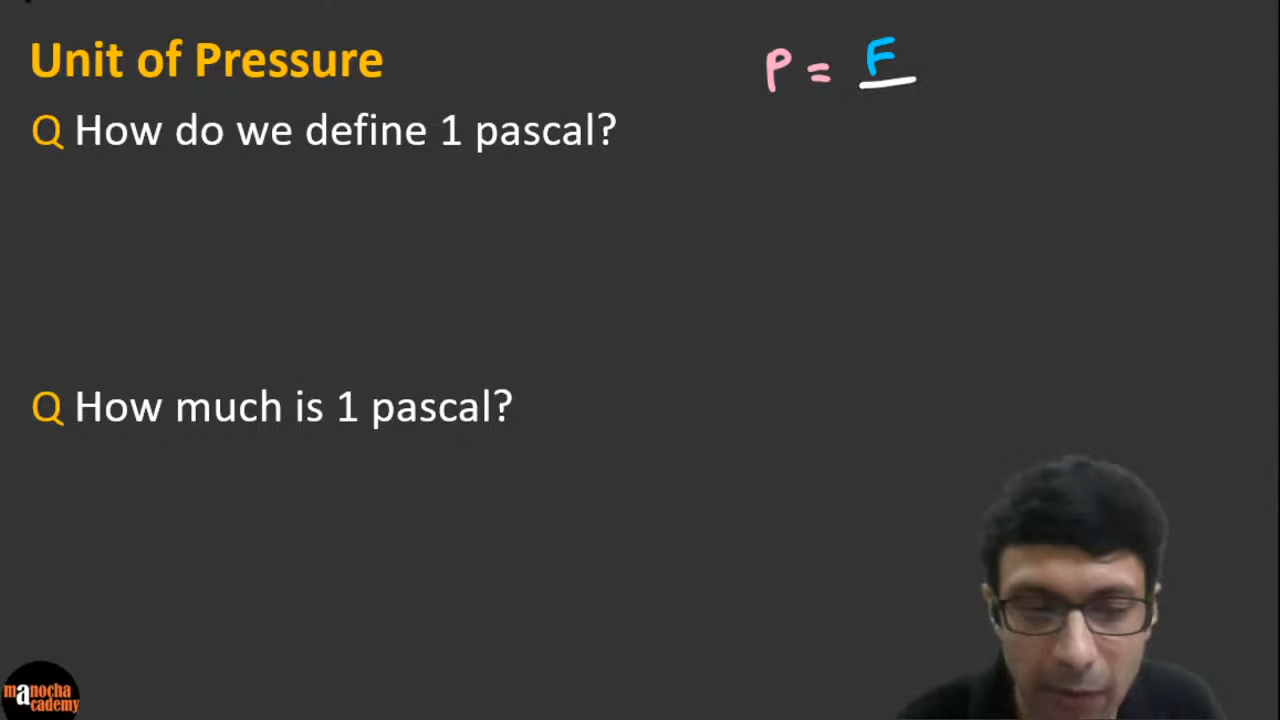 Unit of Pressure
P = F
Q How do we define 1 pascal?
Q How much is 1 pascal?
manocha
academy